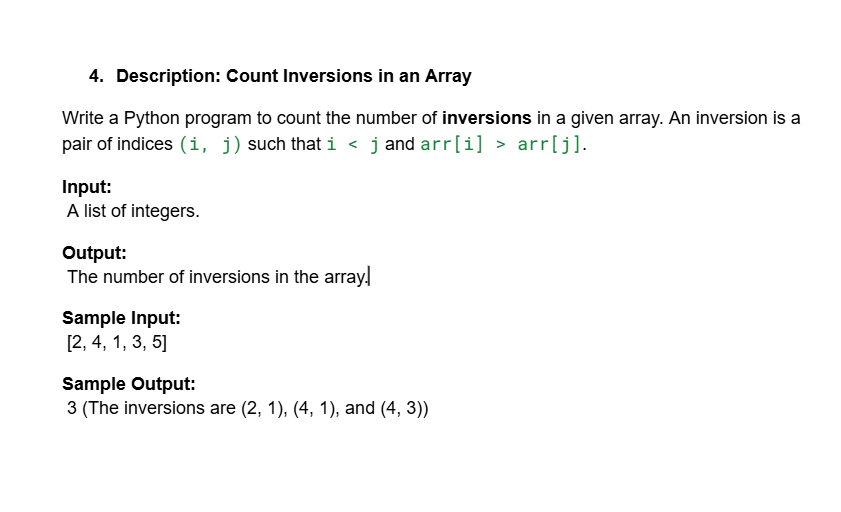 4. Description: Count Inversions in an Array
Write a Python program to count the number of inversions in a given array. An inversion is a
pair of indices (i, j) such that i < j and arr[i] > arr[j].
Input:
A list of integers.
Output:
The number of inversions in the array.
Sample Input:
[2, 4, 1, 3, 5]
Sample Output:
3 (The inversions are (2, 1), (4, 1), and (4, 3))